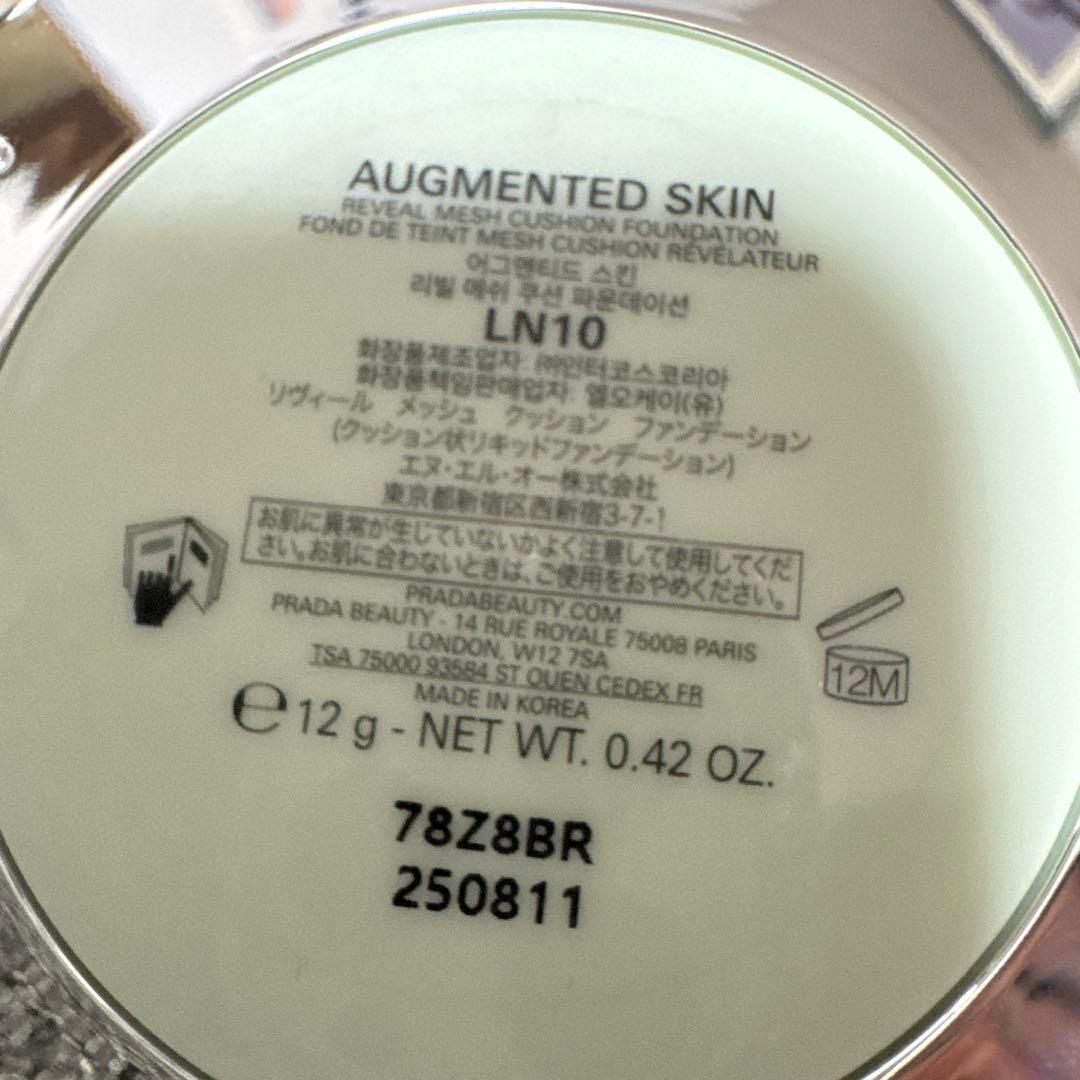 AUGMENTED SKIN
REVEAL MESH CUSHION FOUNDATION
FOND DE TEINT MESH CUSHION RÉVÉLATEUR
어그멘티드 스킨
리빌 메쉬 쿠션 파운데이션
LN10
화장품제조업자: ㈜인터코스코리아
화장품책임판매업자: 엘오케이(유)
リヴィール メッシュ クッション ファンデーション
(クッション状リキッドファンデーション)
エヌ・エル・オー株式会社
東京都新宿区西新宿3-7-1
お肌に異常が生じていないかよく注意して使用してくだ
さい。お肌に合わないときは、ご使用をおやめください。
PRADABEAUTY.COM
PRADA BEAUTY - 14 RUE ROYALE 75008 PARIS
LONDON, W12 7SA
TSA 75000 93584 ST OUEN CEDEX FR
MADE IN KOREA
12M
℮12 g - NET WT. 0.42 OZ.
78Z8BR
250811